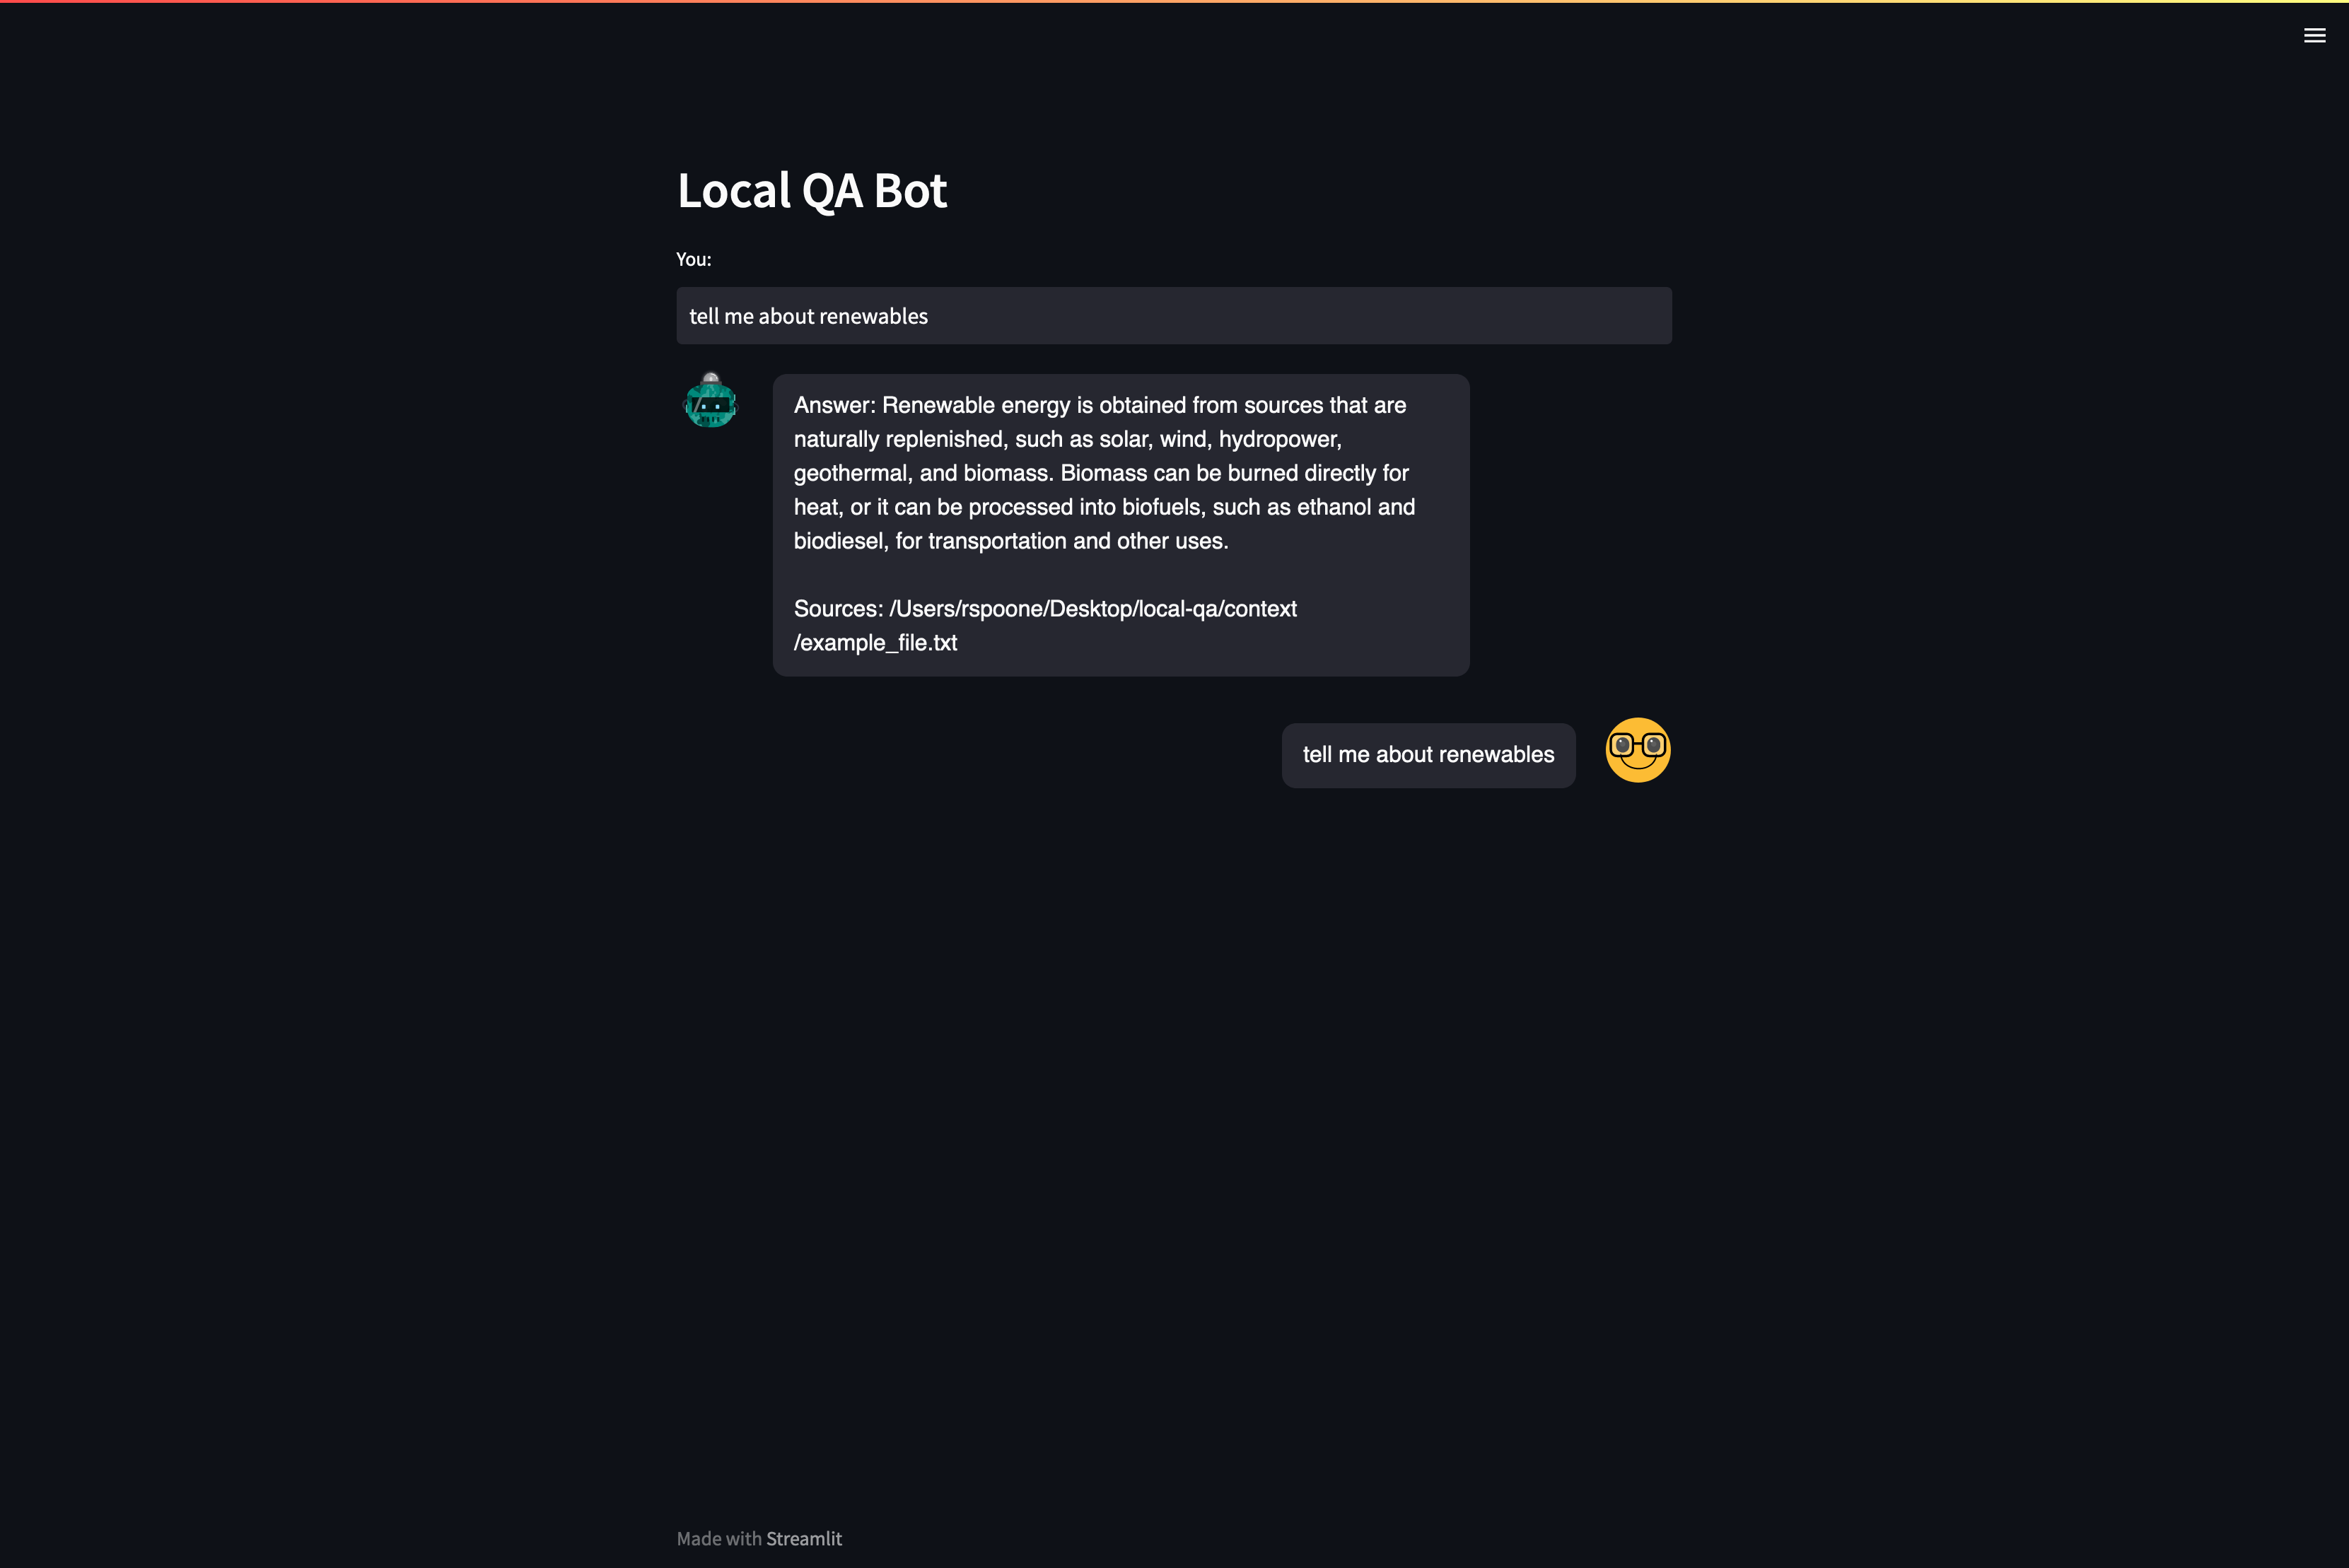 Local QA Bot
You:
tell me about renewables
Answer: Renewable energy is obtained from sources that are
naturally replenished, such as solar, wind, hydropower,
geothermal, and biomass. Biomass can be burned directly for
heat, or it can be processed into biofuels, such as ethanol and
biodiesel, for transportation and other uses.
Sources: /Users/rspoone/Desktop/local-qa/context
/example_file.txt
tell me about renewables
Made with Streamlit